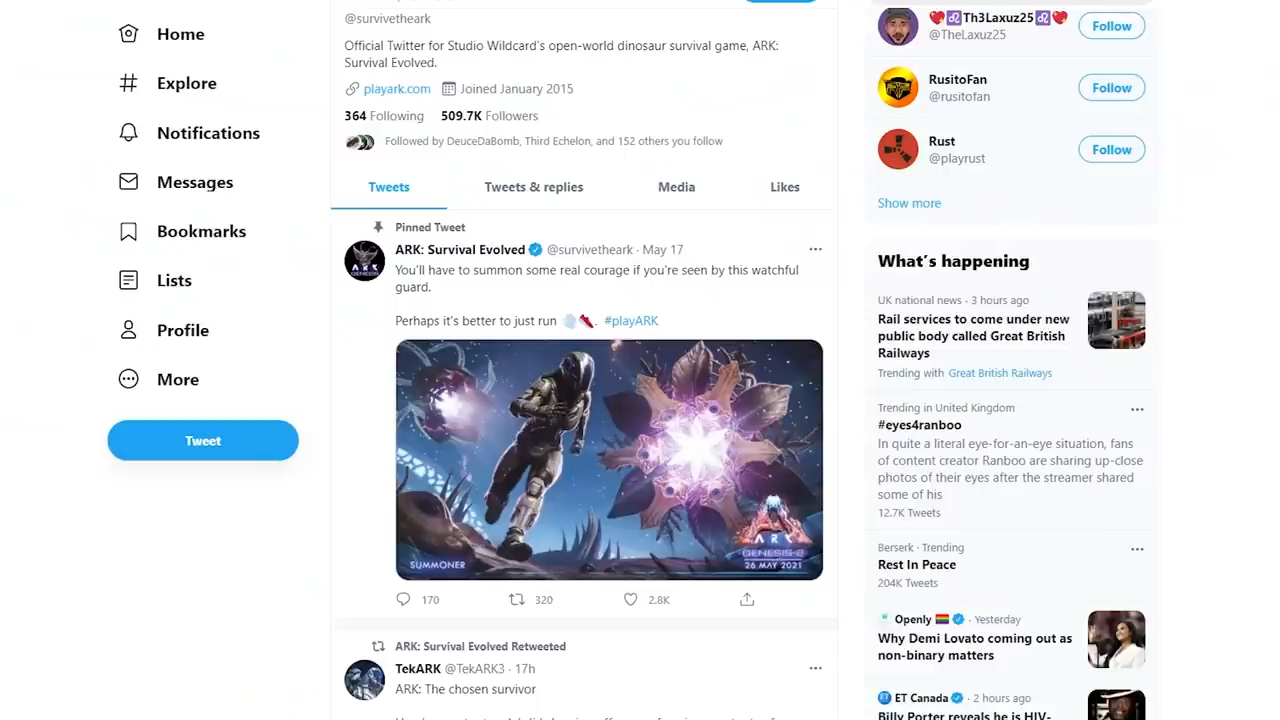 Home
Explore
Notifications
Messages
Bookmarks
Lists
Profile
More
Tweet
@survivetheark
Official Twitter for Studio Wildcard's open-world dinosaur survival game, ARK:
Survival Evolved.
playark.com Joined January 2015
364 Following 509.7K Followers
Followed by DeuceDaBomb, Third Echelon, and 152 others you follow
Tweets Tweets & replies Media Likes
Pinned Tweet
ARK: Survival Evolved @survivetheark · May 17
You'll have to summon some real courage if you're seen by this watchful
guard.
Perhaps it's better to just run 💨👟. #playARK
SUMMONER
ARK
GENESIS-2
26 MAY 2021
170 320 2.8K
ARK: Survival Evolved Retweeted
TekARK @TekARK3 · 17h
ARK: The chosen survivor
💖♌Th3Laxuz25♌💖
@TheLaxuz25
Follow
RusitoFan
@rusitofan
Follow
Rust
@playrust
Follow
Show more
What's happening
UK national news · 3 hours ago
Rail services to come under new
public body called Great British
Railways
Trending with Great British Railways
Trending in United Kingdom
#eyes4ranboo
In quite a literal eye-for-an-eye situation, fans
of content creator Ranboo are sharing up-close
photos of their eyes after the streamer shared
some of his
12.7K Tweets
Berserk · Trending
Rest In Peace
204K Tweets
Openly 🏳️‍🌈 · Yesterday
Why Demi Lovato coming out as
non-binary matters
ET Canada · 2 hours ago
Billy Porter reveals he is HIV-